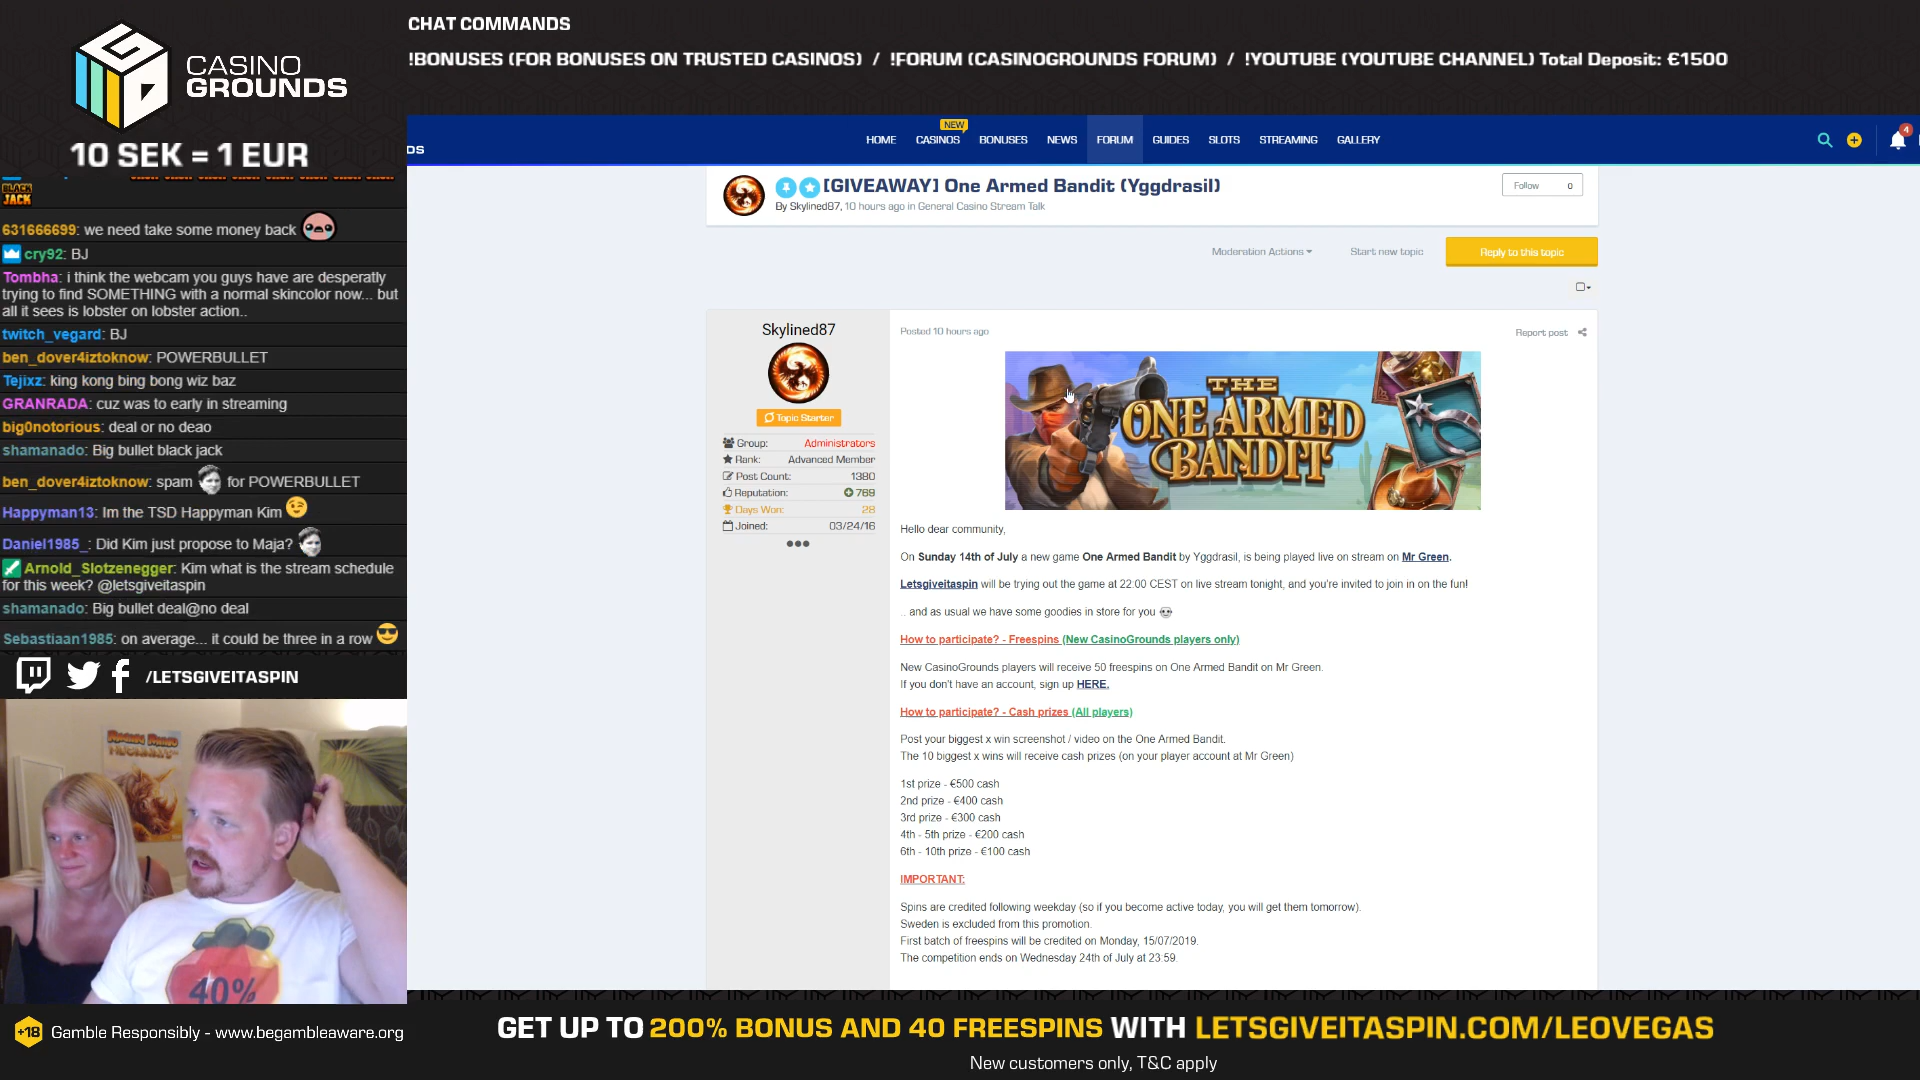 CASINO
GROUNDS
10 SEK = 1 EUR
CHAT COMMANDS
!BONUSES (FOR BONUSES ON TRUSTED CASINOS) / !FORUM (CASINOGROUNDS FORUM) / !YOUTUBE (YOUTUBE CHANNEL) Total Deposit: €1500
BLACK
JACK
631666699: we need take some money back
cry92: BJ
Tombha: i think the webcam you guys have are desperatly
trying to find SOMETHING with a normal skincolor now... but
all it sees is lobster on lobster action..
twitch_vegard: BJ
ben_dover4iztoknow: POWERBULLET
Tejixz: king kong bing bong wiz baz
GRANRADA: cuz was to early in streaming
big0notorious: deal or no deao
shamanado: Big bullet black jack
ben_dover4iztoknow: spam for POWERBULLET
Happyman13: Im the TSD Happyman Kim
Daniel1985_: Did Kim just propose to Maja?
Arnold_Slotzenegger: Kim what is the stream schedule
for this week? @letsgiveitaspin
shamanado: Big bullet deal@no deal
Sebastiaan1985: on average... it could be three in a row
/LETSGIVEITASPIN
40%
DS
NEW
HOME CASINOS BONUSES NEWS FORUM GUIDES SLOTS STREAMING GALLERY
4
[GIVEAWAY] One Armed Bandit (Yggdrasil)
By Skylined87, 10 hours ago in General Casino Stream Talk
Follow 0
Moderation Actions Start new topic Reply to this topic
Skylined87
Topic Starter
Group: Administrators
Rank: Advanced Member
Post Count: 1380
Reputation: 769
Days Won: 28
Joined: 03/24/16
Posted 10 hours ago
Report post
THE
ONE ARMED
BANDIT
Hello dear community,
On Sunday 14th of July a new game One Armed Bandit by Yggdrasil, is being played live on stream on Mr Green.
Letsgiveitaspin will be trying out the game at 22:00 CEST on live stream tonight, and you're invited to join in on the fun!
.. and as usual we have some goodies in store for you
How to participate? - Freespins (New CasinoGrounds players only)
New CasinoGrounds players will receive 50 freespins on One Armed Bandit on Mr Green.
If you don't have an account, sign up HERE.
How to participate? - Cash prizes (All players)
Post your biggest x win screenshot / video on the One Armed Bandit.
The 10 biggest x wins will receive cash prizes (on your player account at Mr Green)
1st prize - €500 cash
2nd prize - €400 cash
3rd prize - €300 cash
4th - 5th prize - €200 cash
6th - 10th prize - €100 cash
IMPORTANT:
Spins are credited following weekday (so if you become active today, you will get them tomorrow).
Sweden is excluded from this promotion.
First batch of freespins will be credited on Monday, 15/07/2019.
The competition ends on Wednesday 24th of July at 23:59.
+18 Gamble Responsibly - www.begambleaware.org
GET UP TO 200% BONUS AND 40 FREESPINS WITH LETSGIVEITASPIN.COM/LEOVEGAS
New customers only, T&C apply